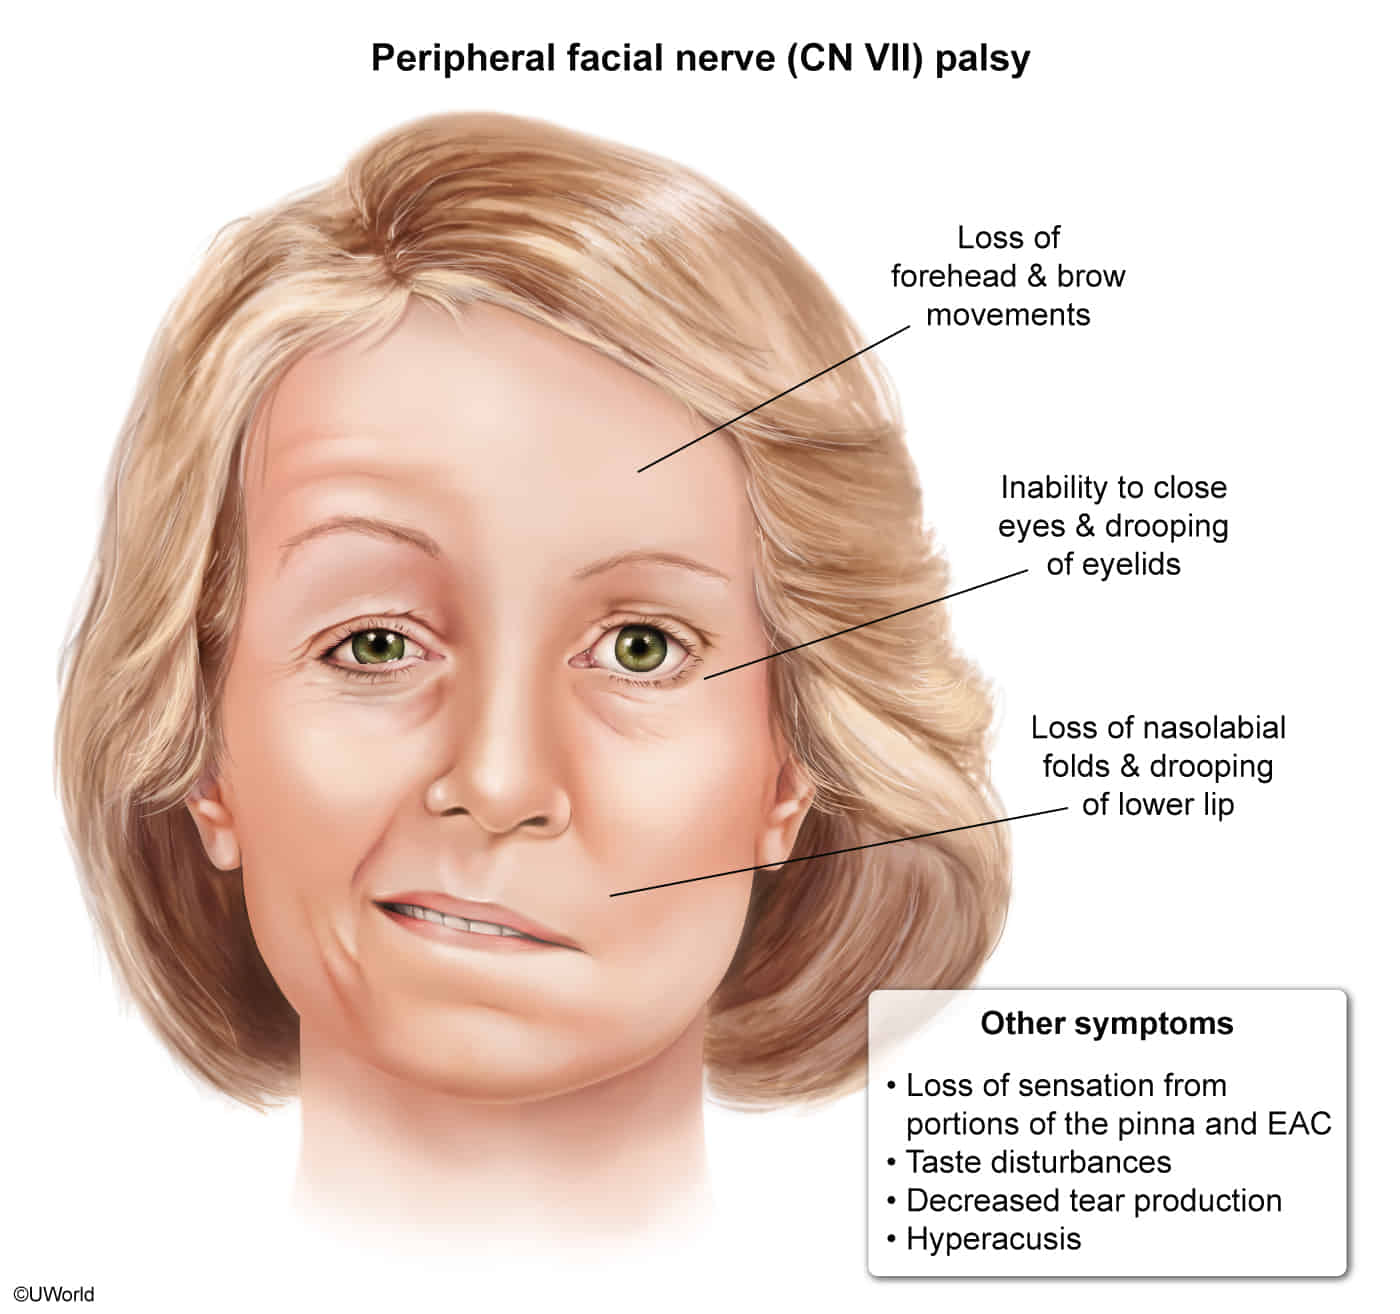 Peripheral facial nerve (CN VII) palsy
Loss of
forehead & brow
movements
Inability to close
eyes & drooping
of eyelids
Loss of nasolabial
folds & drooping
of lower lip
Other symptoms
• Loss of sensation from
portions of the pinna and EAC
• Taste disturbances
• Decreased tear production
• Hyperacusis
©UWorld